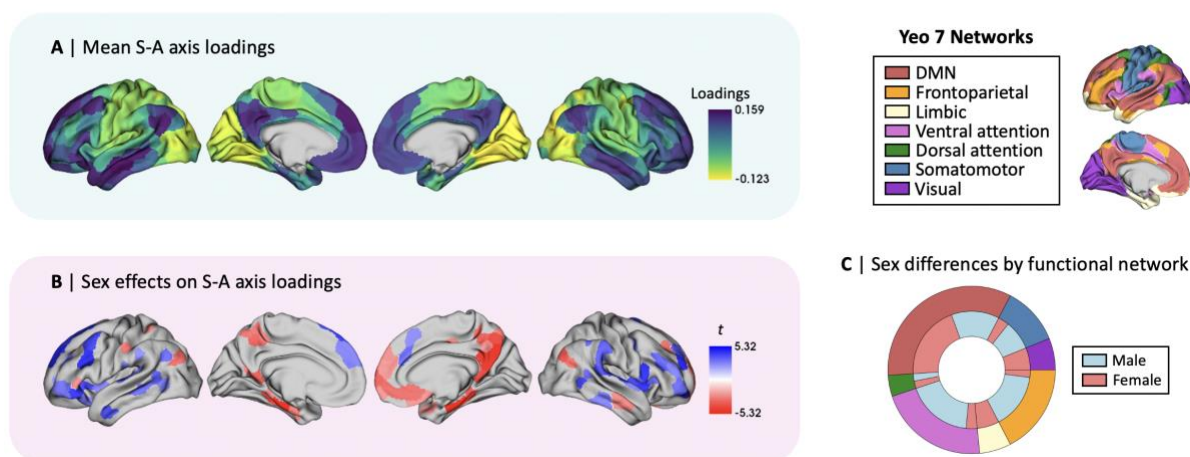 A | Mean S-A axis loadings
Loadings
0.159
-0.123
Yeo 7 Networks
DMN
Frontoparietal
Limbic
Ventral attention
Dorsal attention
Somatomotor
Visual
B | Sex effects on S-A axis loadings
t
5.32
-5.32
C | Sex differences by functional network
Male
Female